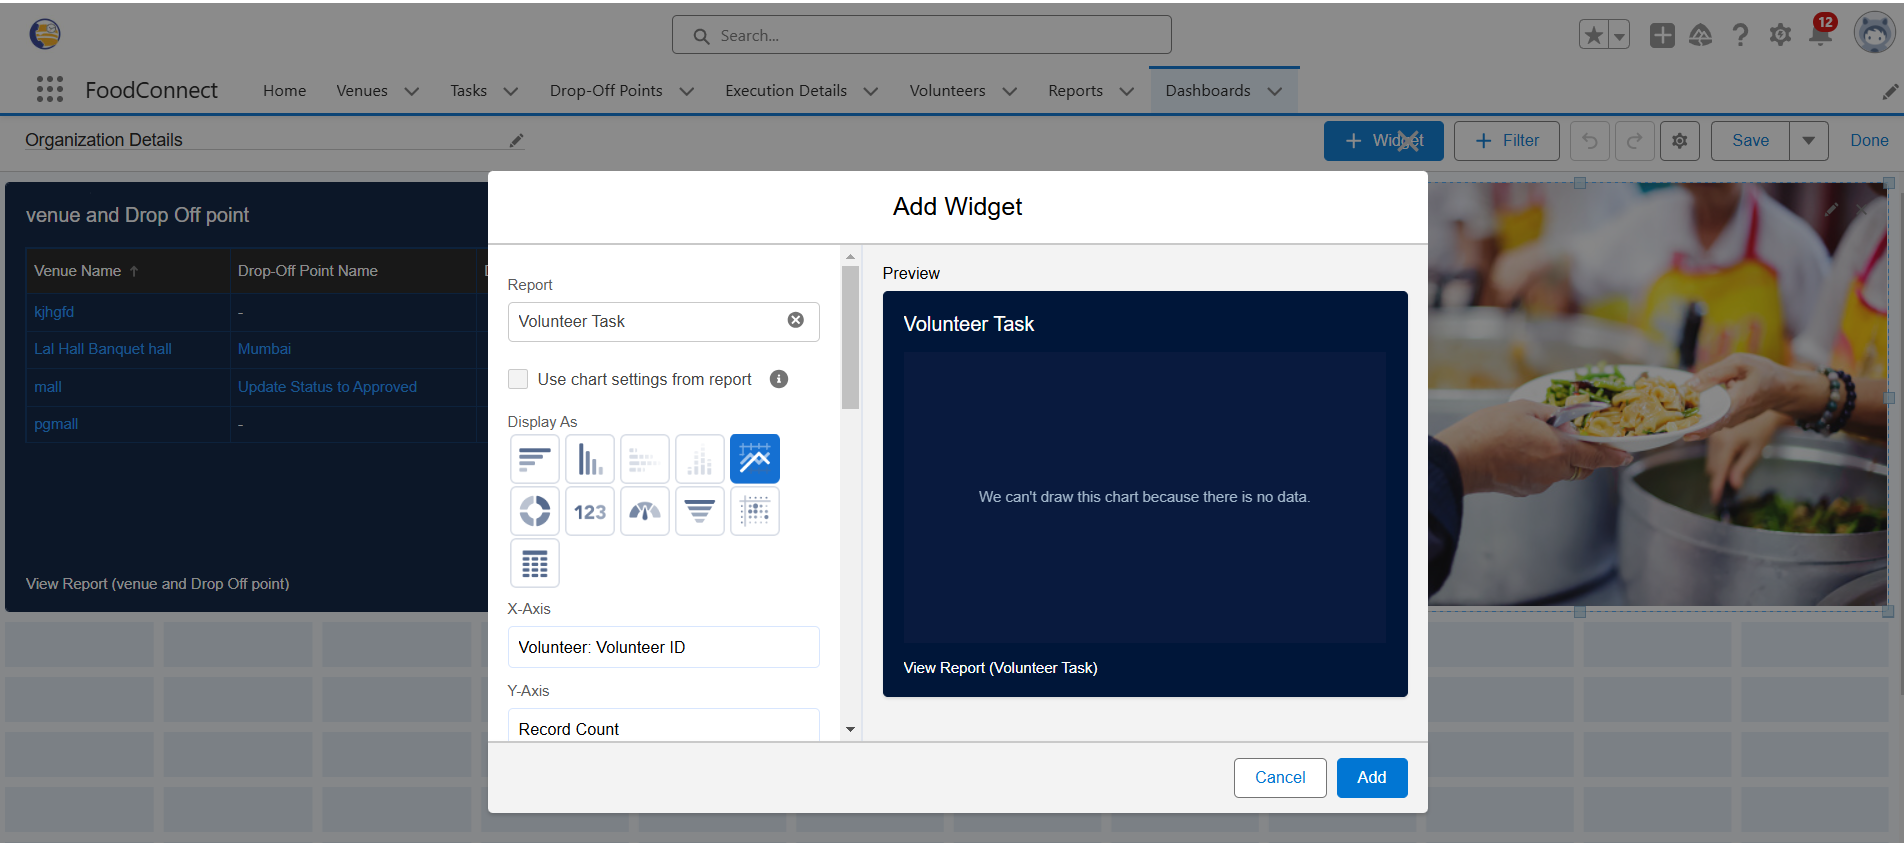 Search...
12
FoodConnect
Home
Venues
Tasks
Drop-Off Points
Execution Details
Volunteers
Reports
Dashboards
Organization Details
+ Widget
+ Filter
Save
Done
venue and Drop Off point
Venue Name ↑
Drop-Off Point Name
kjhgfd
-
Lal Hall Banquet hall
Mumbai
mall
Update Status to Approved
pgmall
-
View Report (venue and Drop Off point)
Add Widget
Report
Volunteer Task
Use chart settings from report
Display As
123
X-Axis
Volunteer: Volunteer ID
Y-Axis
Record Count
Preview
Volunteer Task
We can't draw this chart because there is no data.
View Report (Volunteer Task)
Cancel
Add